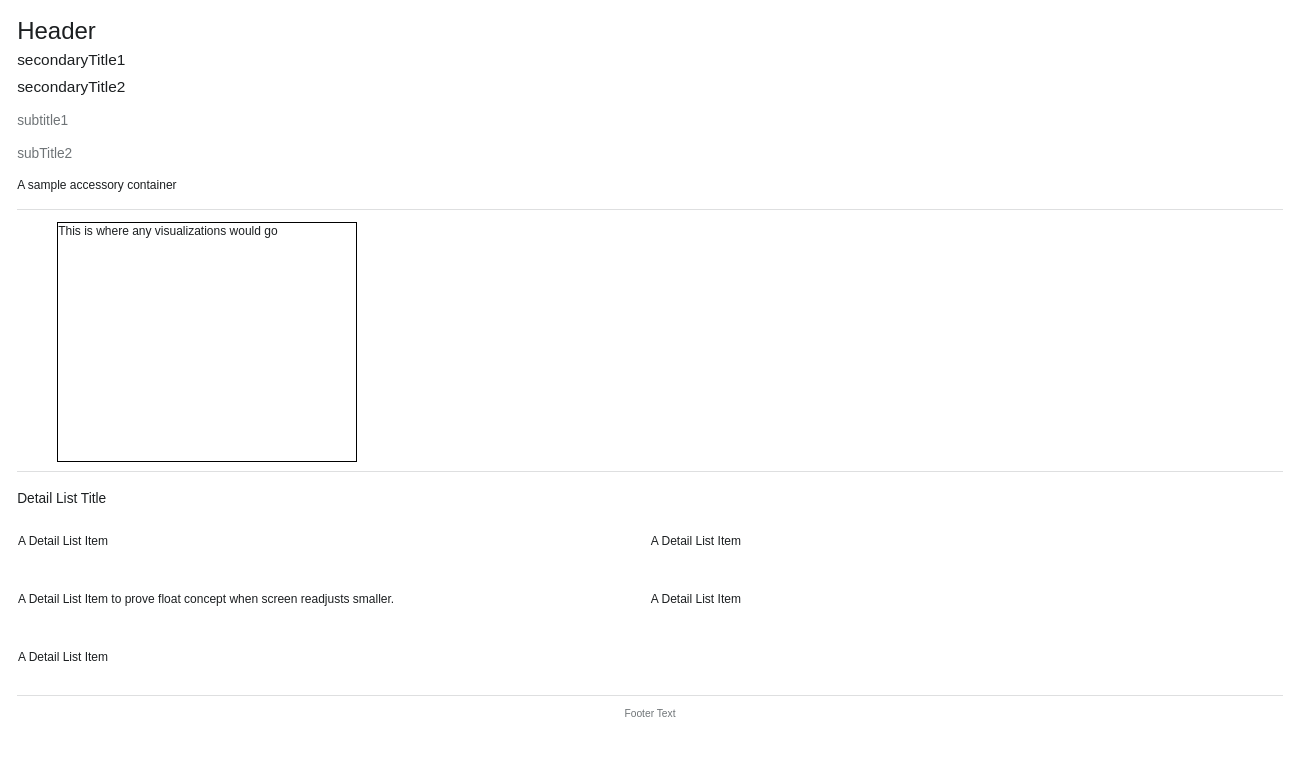 Header
secondaryTitle1
secondaryTitle2
subtitle1
subTitle2
A sample accessory container
This is where any visualizations would go
Detail List Title
A Detail List Item
A Detail List Item
A Detail List Item to prove float concept when screen readjusts smaller.
A Detail List Item
A Detail List Item
Footer Text